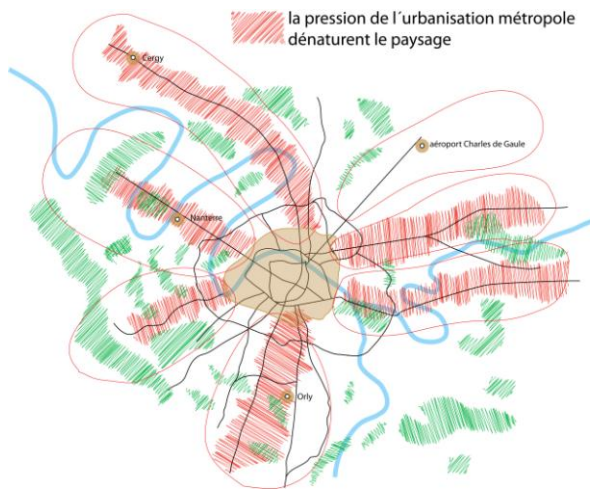 la pression de l´urbanisation métropole
dénaturent le paysage
Cergy
aéroport Charles de Gaule
Nanterre
Orly